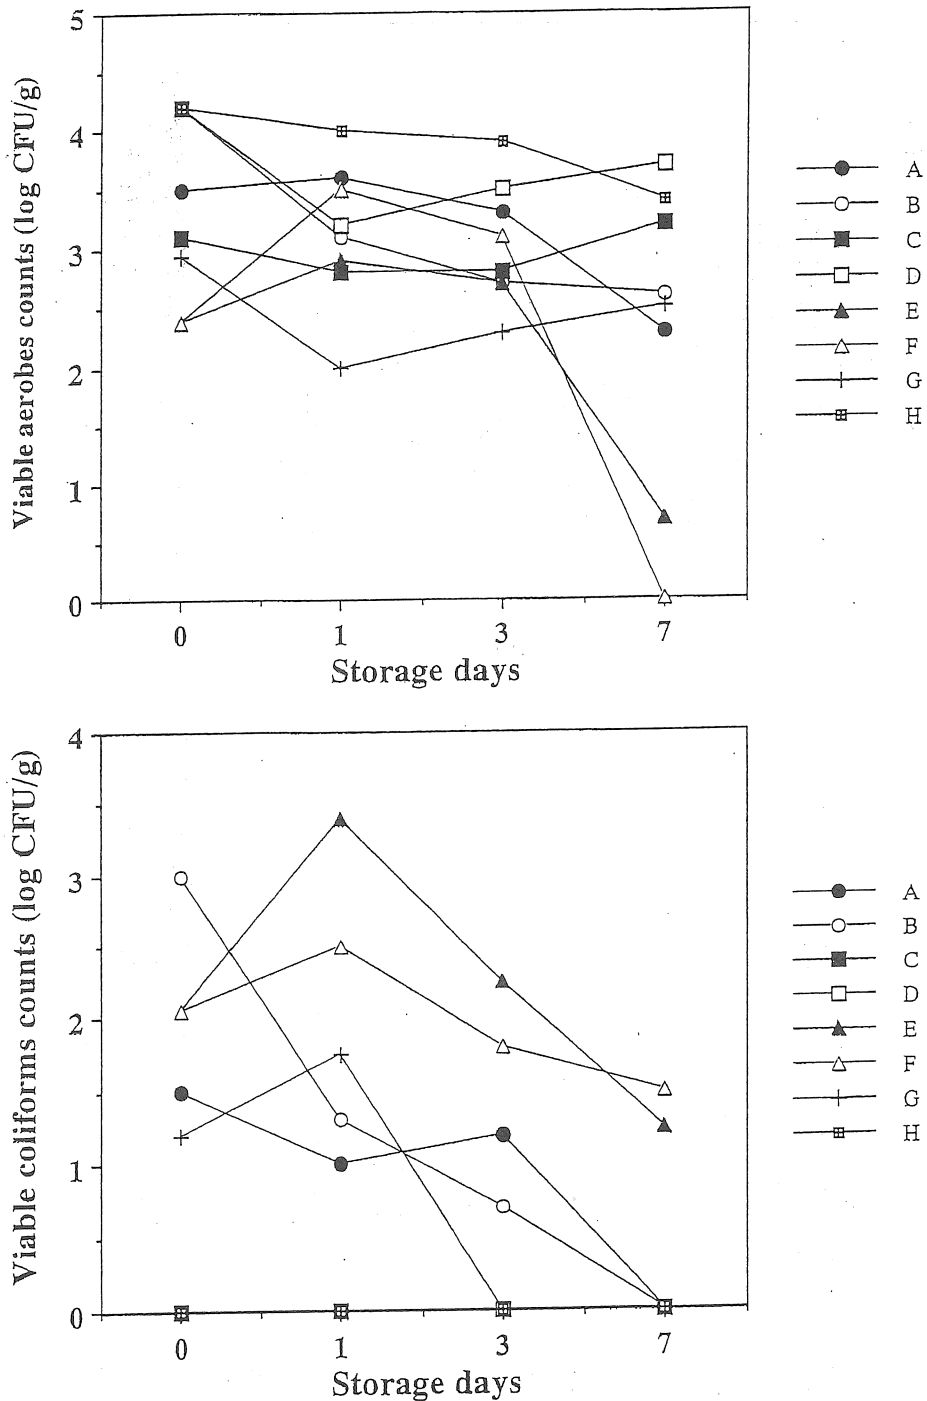 Viable aerobes counts (log CFU/g)
5
4
3
2
1
0
0 1 3 7
Storage days
A
B
C
D
E
F
G
H
Viable coliforms counts (log CFU/g)
4
3
2
1
0
0 1 3 7
Storage days
A
B
C
D
E
F
G
H